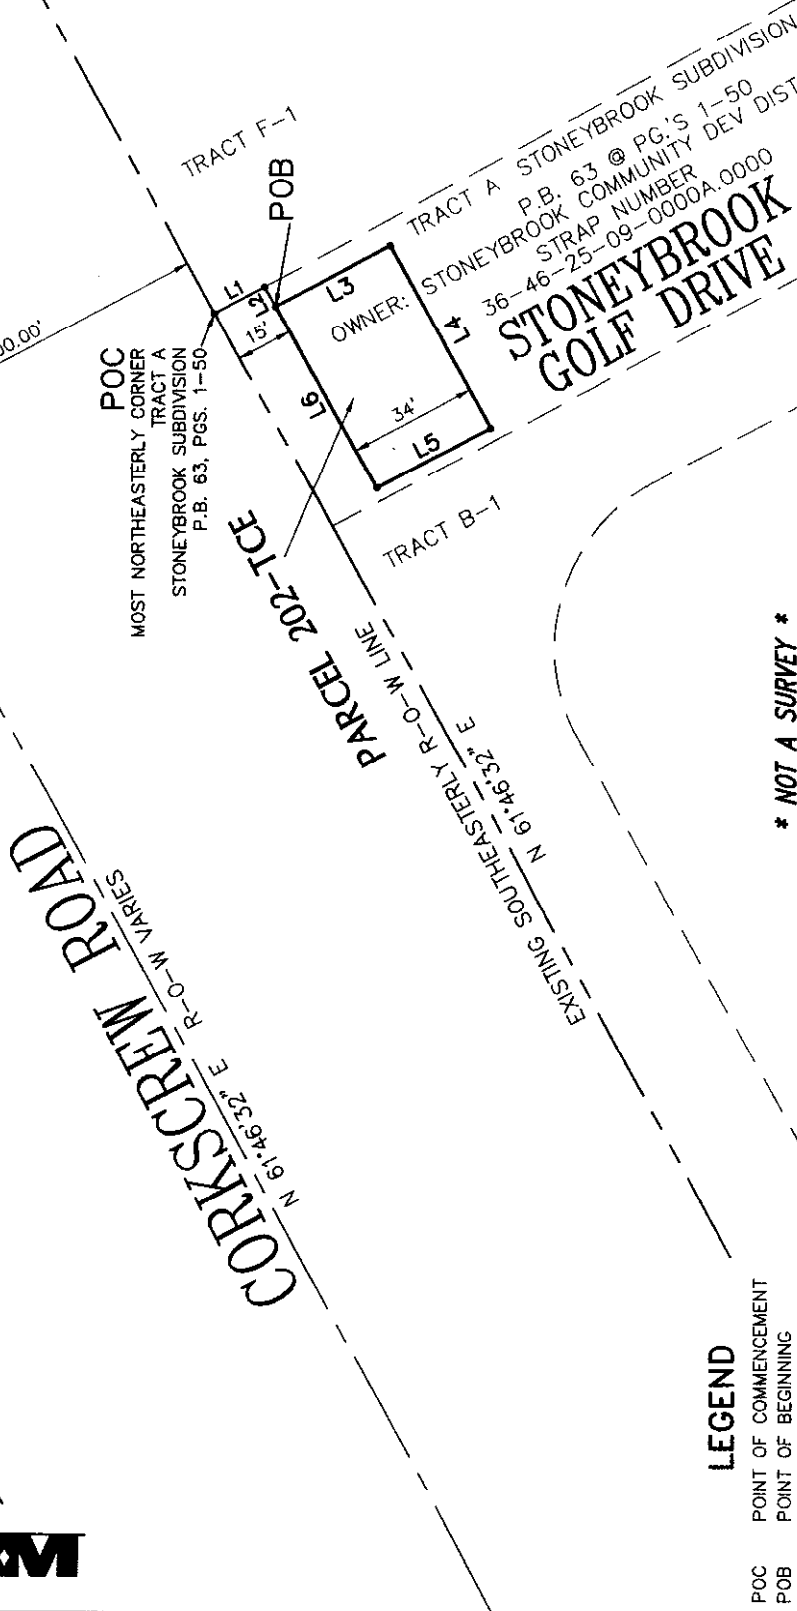 TRACT F-1
POB
00.00'
POC
MOST NORTHEASTERLY CORNER
TRACT A
STONEYBROOK SUBDIVISION
P.B. 63, PGS. 1-50
L1
L2
15'
L3
L4
L5
L6
34'
TRACT A STONEYBROOK SUBDIVISION
P.B. 63 @ PG.'S 1-50
OWNER: STONEYBROOK COMMUNITY DEV DIST
STRAP NUMBER
36-46-25-09-0000A.0000
STONEYBROOK
GOLF DRIVE
TRACT B-1
PARCEL 202-TCE
EXISTING SOUTHEASTERLY R-O-W LINE
N 61°46'32" E
CORKSCREW ROAD
R-O-W VARIES
N 61°46'32" E
* NOT A SURVEY *
LEGEND
POC POINT OF COMMENCEMENT
POB POINT OF BEGINNING